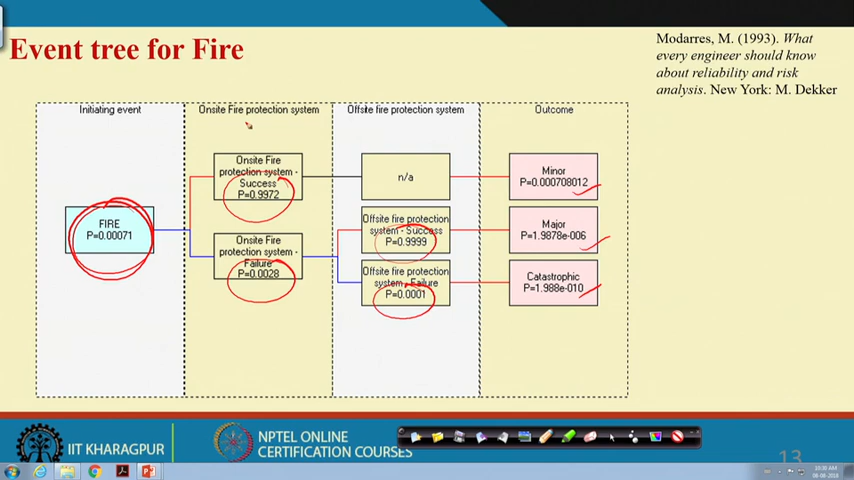 Event tree for Fire
Modarres, M. (1993). What
every engineer should know
about reliability and risk
analysis. New York: M. Dekker
Initiating event
Onsite Fire protection system
Offsite fire protection system
Outcome
FIRE
P=0.00071
Onsite Fire
protection system -
Success
P=0.9972
Onsite Fire
protection system -
Failure
P=0.0028
n/a
Offsite fire protection
system - Success
P=0.9999
Offsite fire protection
system - Failure
P=0.0001
Minor
P=0.000708012
Major
P=1.9878e-006
Catastrophic
P=1.988e-010
IIT KHARAGPUR
NPTEL ONLINE
CERTIFICATION COURSES
13